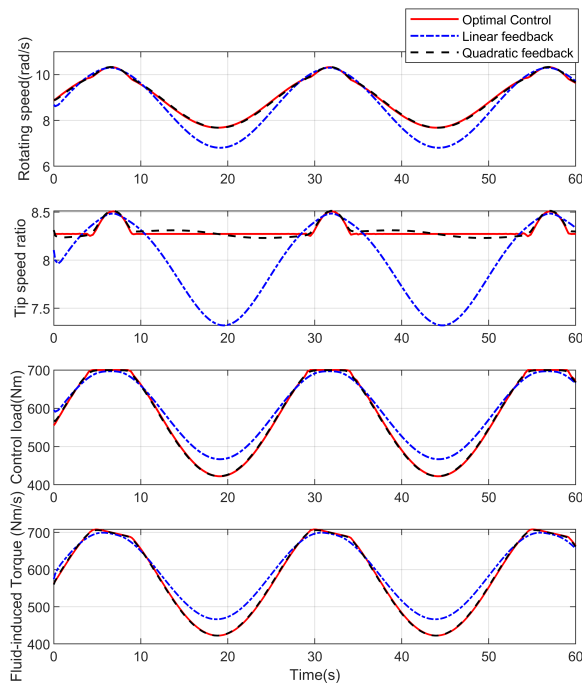 Optimal Control
Linear feedback
Quadratic feedback
Rotating speed(rad/s)
10
8
6
0 10 20 30 40 50 60
Tip speed ratio
8.5
8
7.5
0 10 20 30 40 50 60
Control load(Nm)
700
600
500
400
0 10 20 30 40 50 60
Fluid-induced Torque (Nm/s)
700
600
500
400
0 10 20 30 40 50 60
Time(s)